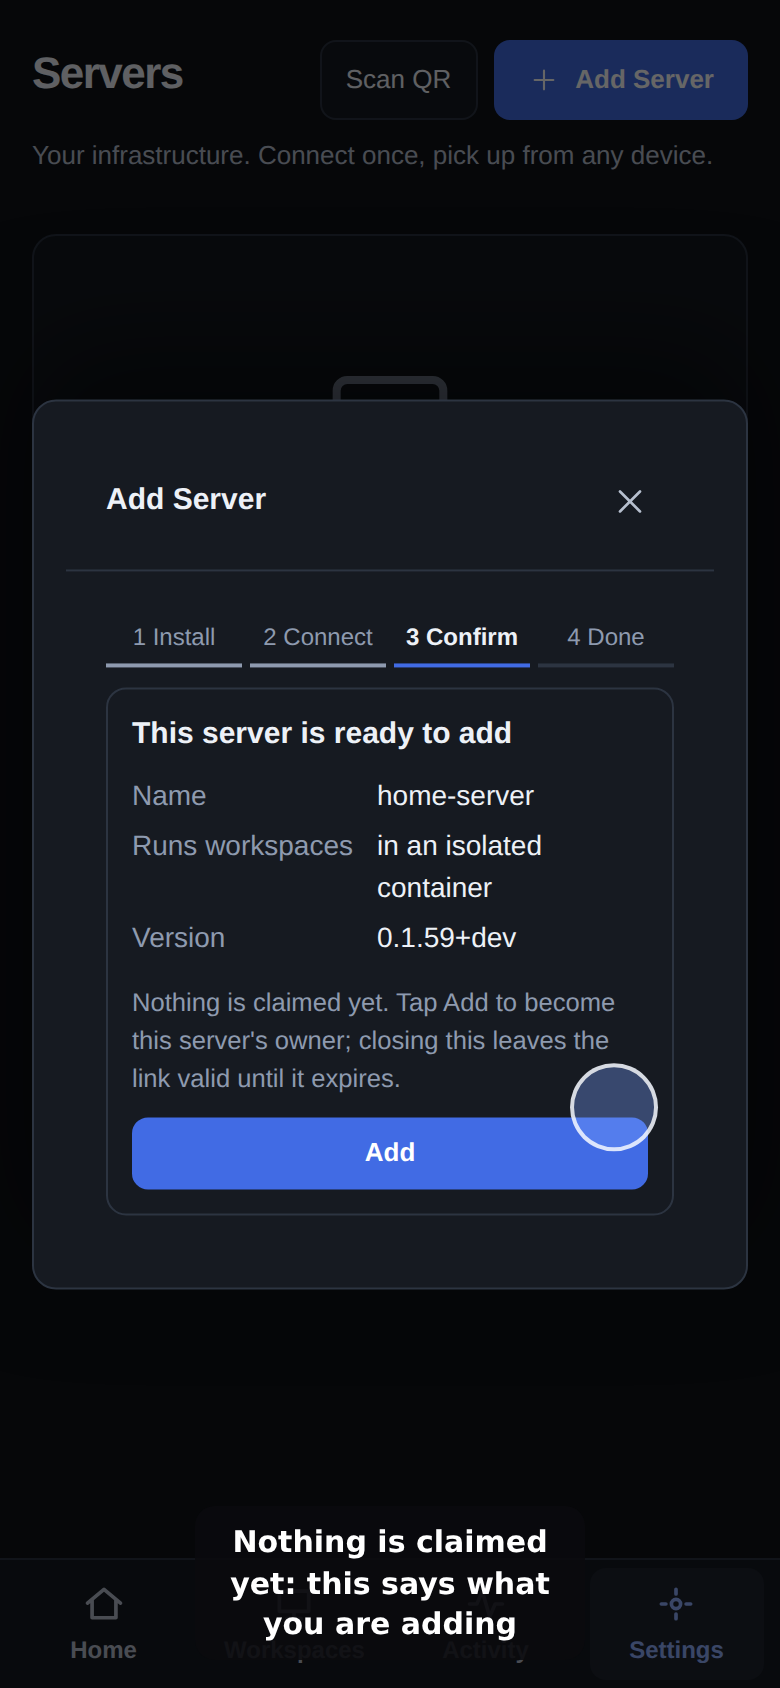 Servers
Scan QR
Add Server
Your infrastructure. Connect once, pick up from any device.
Add Server
1 Install
2 Connect
3 Confirm
4 Done
This server is ready to add
Name
home-server
Runs workspaces
in an isolated
container
Version
0.1.59+dev
Nothing is claimed yet. Tap Add to become
this server's owner; closing this leaves the
link valid until it expires.
Add
Nothing is claimed
yet: this says what
you are adding
Home
Workspaces
Activity
Settings